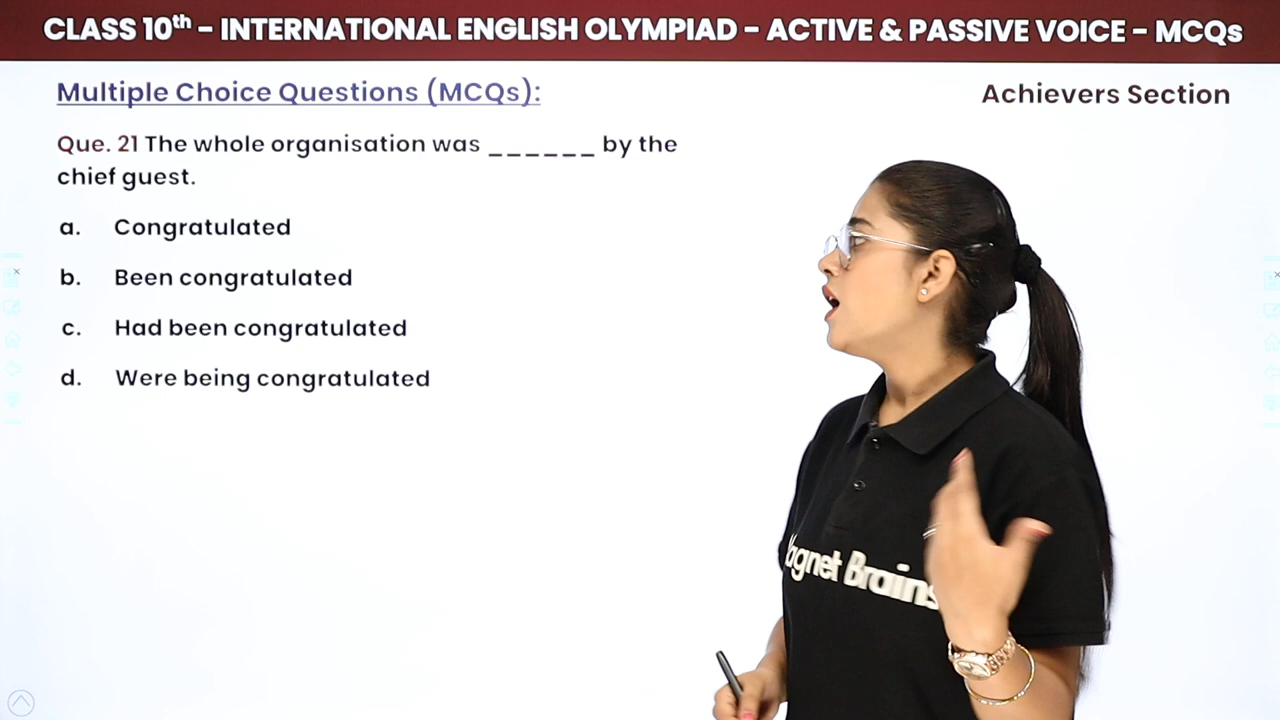 CLASS 10th – INTERNATIONAL ENGLISH OLYMPIAD – ACTIVE & PASSIVE VOICE – MCQs
Multiple Choice Questions (MCQs):
Achievers Section
Que. 21 The whole organisation was ______ by the
chief guest.
a. Congratulated
b. Been congratulated
c. Had been congratulated
d. Were being congratulated
Magnet Brains